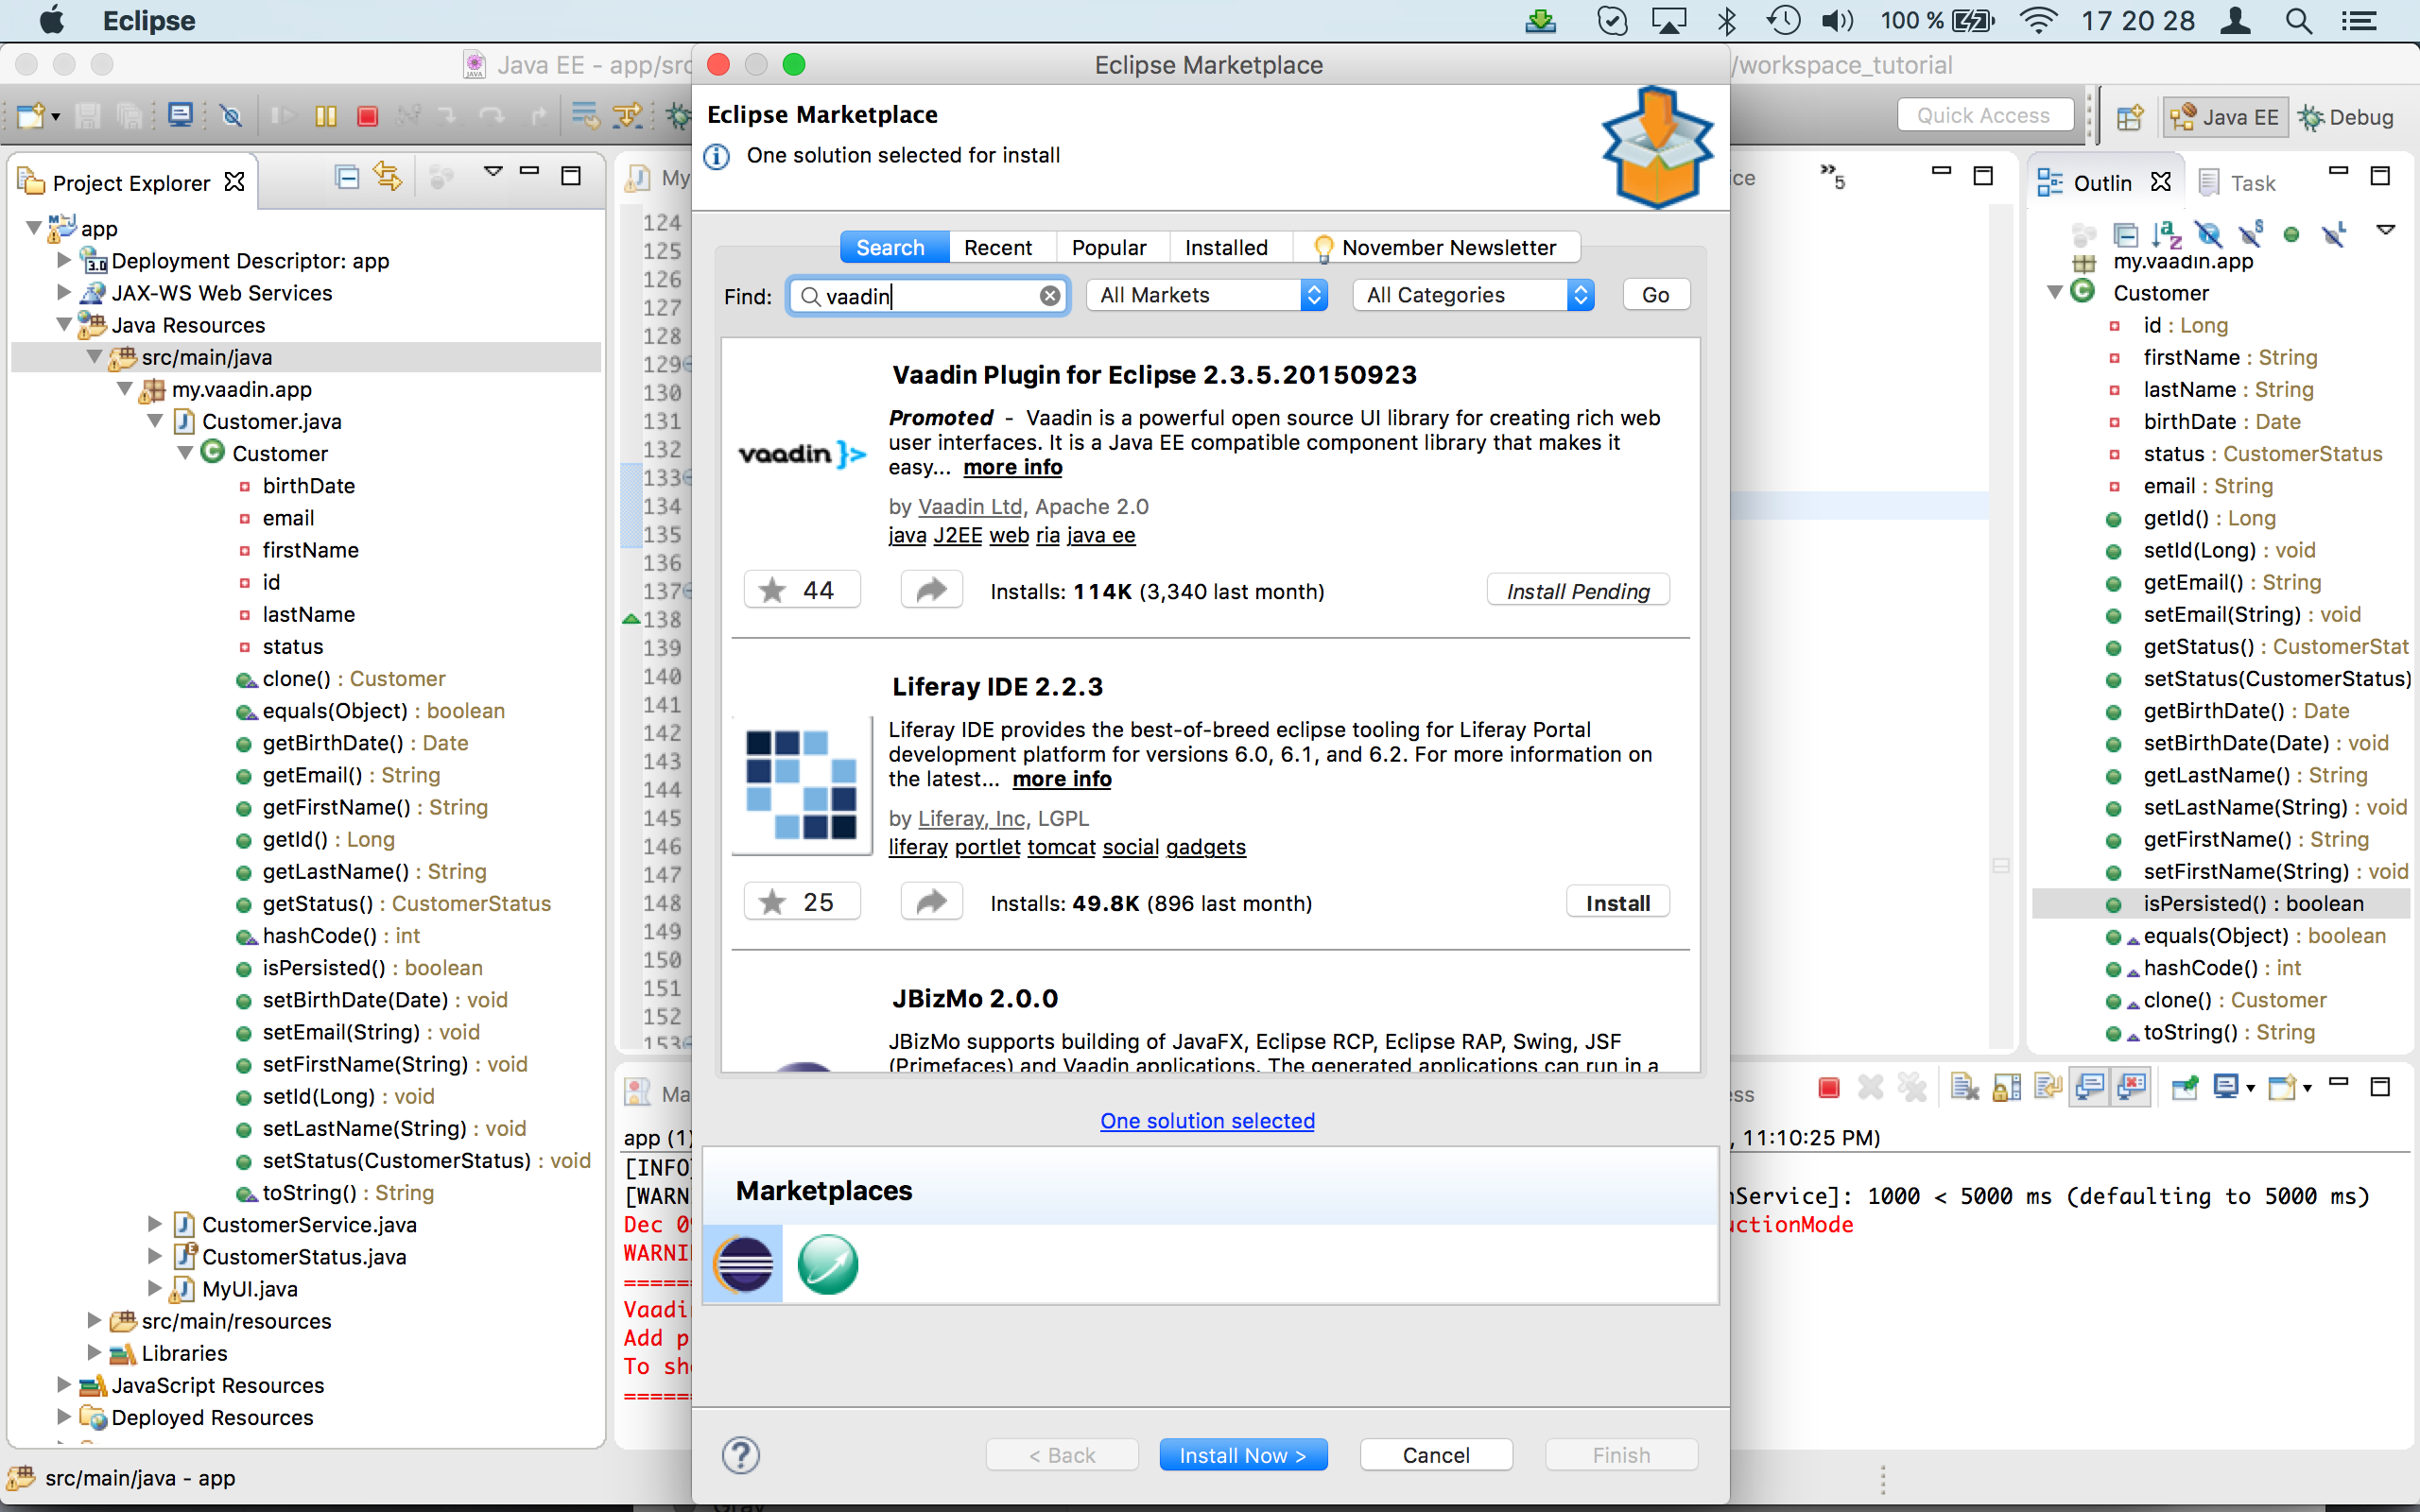 Eclipse
100 %
17 20 28
Java EE - app/src
Eclipse Marketplace
/workspace_tutorial
Quick Access
Java EE
Debug
Project Explorer
app
Deployment Descriptor: app
3.0
JAX-WS Web Services
Java Resources
src/main/java
my.vaadin.app
Customer.java
Customer
birthDate
email
firstName
id
lastName
status
clone() : Customer
equals(Object) : boolean
getBirthDate() : Date
getEmail() : String
getFirstName() : String
getId() : Long
getLastName() : String
getStatus() : CustomerStatus
hashCode() : int
isPersisted() : boolean
setBirthDate(Date) : void
setEmail(String) : void
setFirstName(String) : void
setId(Long) : void
setLastName(String) : void
setStatus(CustomerStatus) : void
toString() : String
CustomerService.java
CustomerStatus.java
MyUI.java
src/main/resources
Libraries
JavaScript Resources
Deployed Resources
src/main/java - app
My
124
125
126
127
128
129
130
131
132
133
134
135
136
137
138
139
140
141
142
143
144
145
146
147
148
149
150
151
152
153
Ma
app (1)
[INFO]
[WARN
Dec 09
WARNI
======
Vaadin
Add p
To sho
======
Eclipse Marketplace
One solution selected for install
Search
Recent
Popular
Installed
November Newsletter
Find:
vaadin
All Markets
All Categories
Go
Vaadin Plugin for Eclipse 2.3.5.20150923
vaadin }>
Promoted - Vaadin is a powerful open source UI library for creating rich web
user interfaces. It is a Java EE compatible component library that makes it
easy... more info
by Vaadin Ltd, Apache 2.0
java J2EE web ria java ee
44
Installs: 114K (3,340 last month)
Install Pending
Liferay IDE 2.2.3
Liferay IDE provides the best-of-breed eclipse tooling for Liferay Portal
development platform for versions 6.0, 6.1, and 6.2. For more information on
the latest... more info
by Liferay, Inc, LGPL
liferay portlet tomcat social gadgets
25
Installs: 49.8K (896 last month)
Install
JBizMo 2.0.0
JBizMo supports building of JavaFX, Eclipse RCP, Eclipse RAP, Swing, JSF
(Primefaces) and Vaadin applications. The generated applications can run in a
One solution selected
Marketplaces
?
< Back
Install Now >
Cancel
Finish
ice
»5
Outlin
Task
my.vaadin.app
Customer
id : Long
firstName : String
lastName : String
birthDate : Date
status : CustomerStatus
email : String
getId() : Long
setId(Long) : void
getEmail() : String
setEmail(String) : void
getStatus() : CustomerStat
setStatus(CustomerStatus)
getBirthDate() : Date
setBirthDate(Date) : void
getLastName() : String
setLastName(String) : void
getFirstName() : String
setFirstName(String) : void
isPersisted() : boolean
equals(Object) : boolean
hashCode() : int
clone() : Customer
toString() : String
ess
, 11:10:25 PM)
nService]: 1000 < 5000 ms (defaulting to 5000 ms)
uctionMode